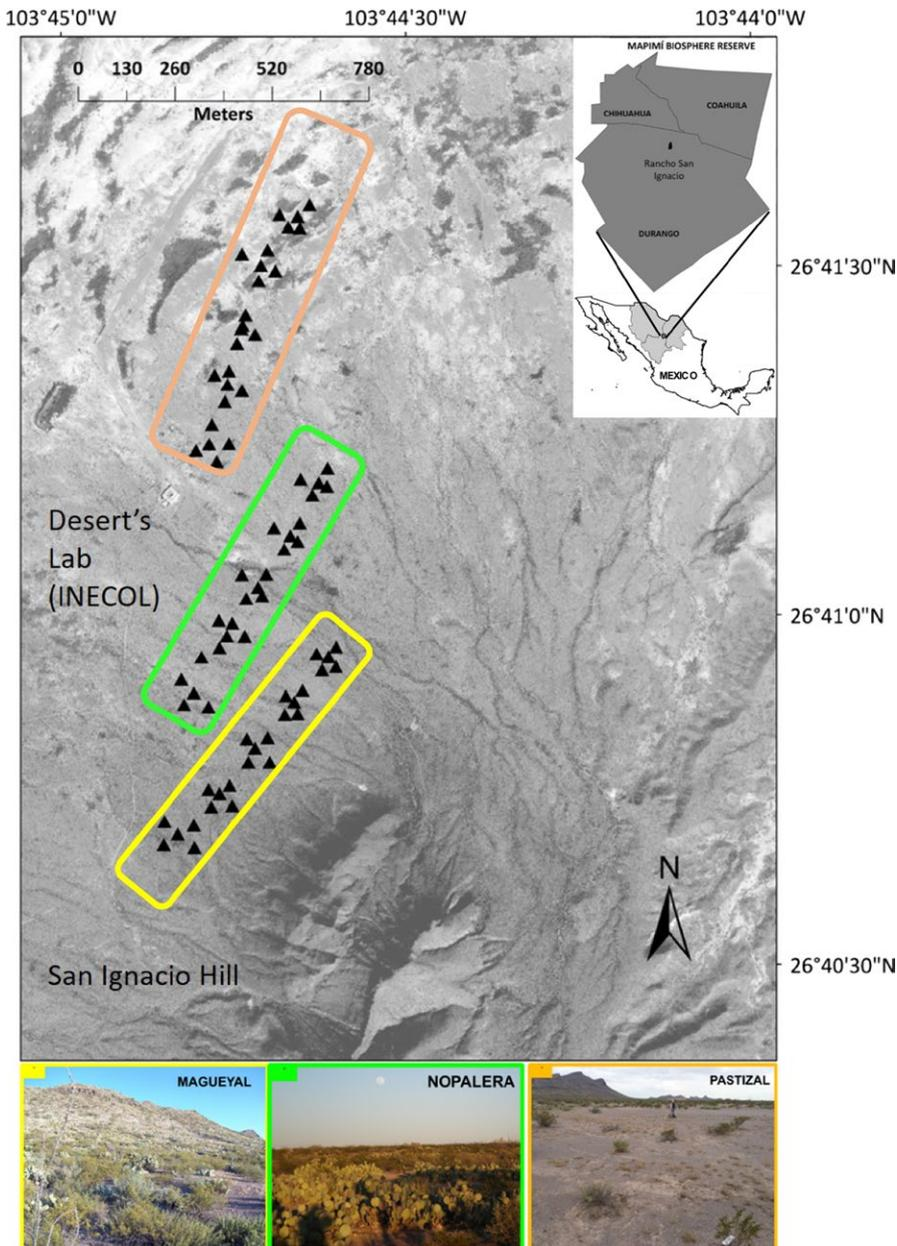 103°45'0"W 103°44'30"W 103°44'0"W
0 130 260 520 780
Meters
MAPIMÍ BIOSPHERE RESERVE
CHIHUAHUA
COAHUILA
Rancho San
Ignacio
DURANGO
MEXICO
26°41'30"N
Desert's
Lab
(INECOL)
26°41'0"N
N
26°40'30"N
San Ignacio Hill
MAGUEYAL
NOPALERA
PASTIZAL